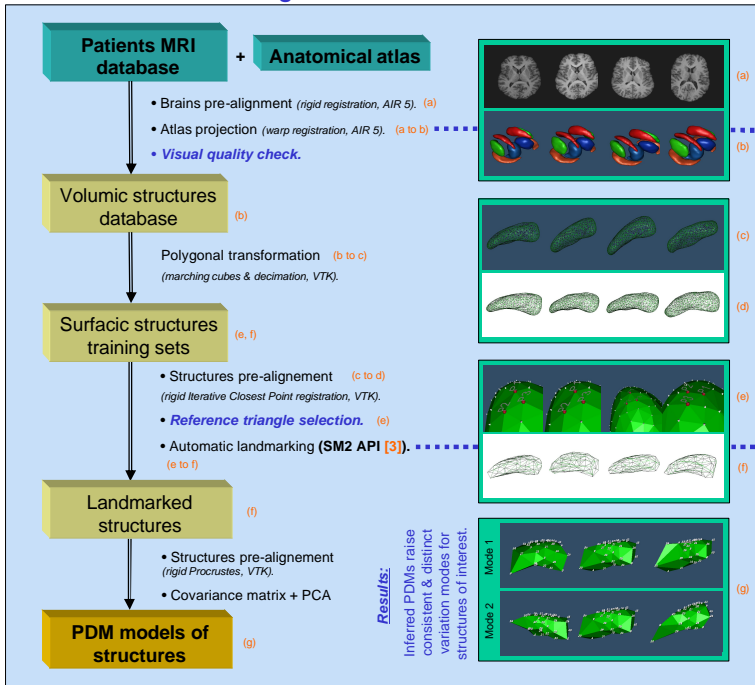 Patients MRI
database
+
Anatomical atlas
• Brains pre-alignment (rigid registration, AIR 5). (a)
• Atlas projection (warp registration, AIR 5). (a to b)
• Visual quality check.
Volumic structures
database
(b)
Polygonal transformation (b to c)
(marching cubes & decimation, VTK).
Surfacic structures
training sets
(e, f)
• Structures pre-alignement (c to d)
(rigid Iterative Closest Point registration, VTK).
• Reference triangle selection. (e)
• Automatic landmarking (SM2 API [3]).
(e to f)
Landmarked
structures
(f)
• Structures pre-alignement
(rigid Procrustes, VTK).
• Covariance matrix + PCA
PDM models of
structures
(g)
(a)
(b)
(c)
(d)
(e)
(f)
Results:
Inferred PDMs raise
consistent & distinct
variation modes for
structures of interest.
Mode 1
Mode 2
(g)